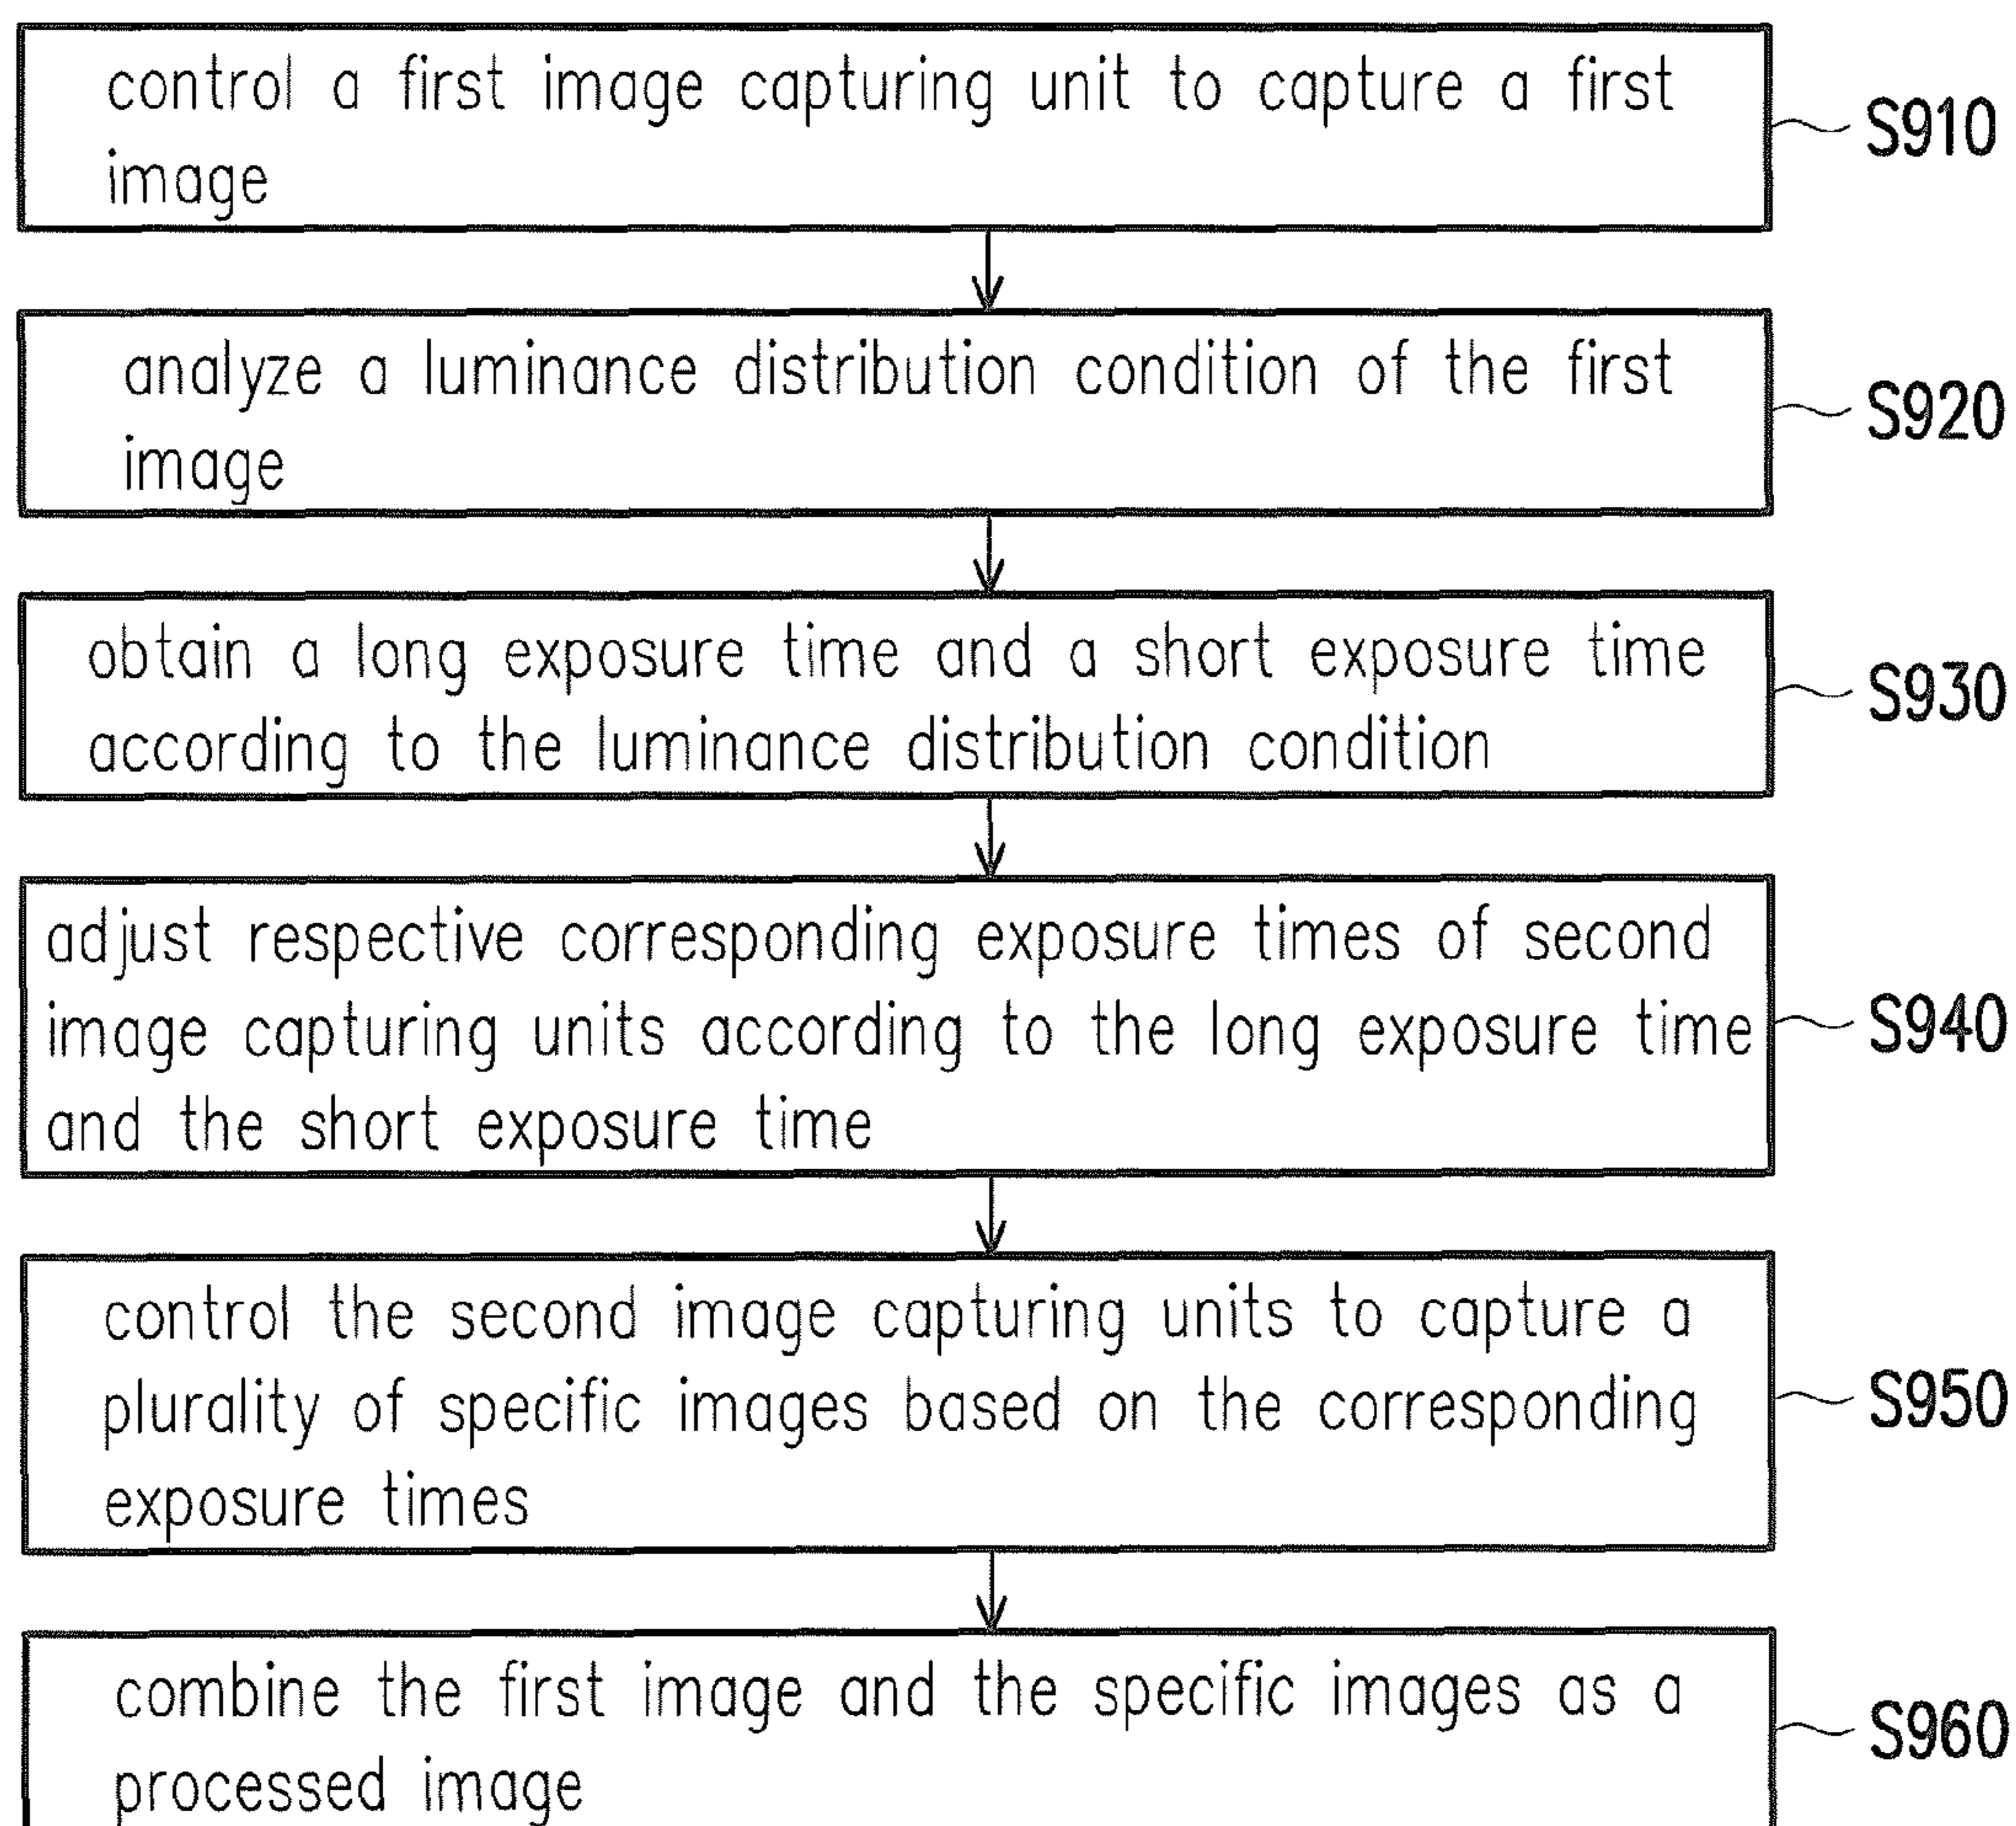 control a first image capturing unit to capture a first
image
S910
analyze a luminance distribution condition of the first
image
S920
obtain a long exposure time and a short exposure time
according to the luminance distribution condition
S930
adjust respective corresponding exposure times of second
image capturing units according to the long exposure time
and the short exposure time
S940
control the second image capturing units to capture a
plurality of specific images based on the corresponding
exposure times
S950
combine the first image and the specific images as a
processed image
S960